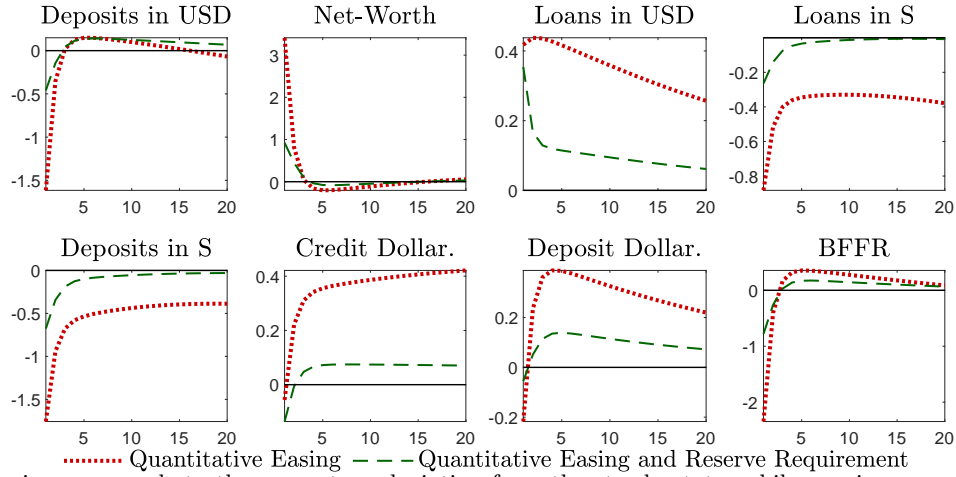 Deposits in USD Net-Worth Loans in USD Loans in S
0 -0.5 -1 -1.5 5 10 15 20
3 2 1 0 5 10 15 20
0.4 0.2 0 5 10 15 20
-0.2 -0.4 -0.6 -0.8 5 10 15 20
Deposits in S Credit Dollar. Deposit Dollar. BFFR
0 -0.5 -1 -1.5 5 10 15 20
0.4 0.2 0 5 10 15 20
0.2 0 -0.2 5 10 15 20
0 -1 -2 5 10 15 20
Quantitative Easing Quantitative Easing and Reserve Requirement